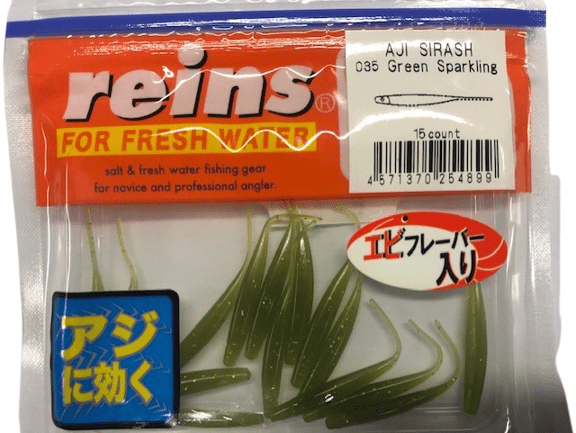 reins®
FOR FRESH WATER
salt & fresh water fishing gear
for novice and professional angler.
AJI SIRASH
035 Green Sparkling
15 count
4 571370 254899
エビフレーバー
入り
アジ
に効く